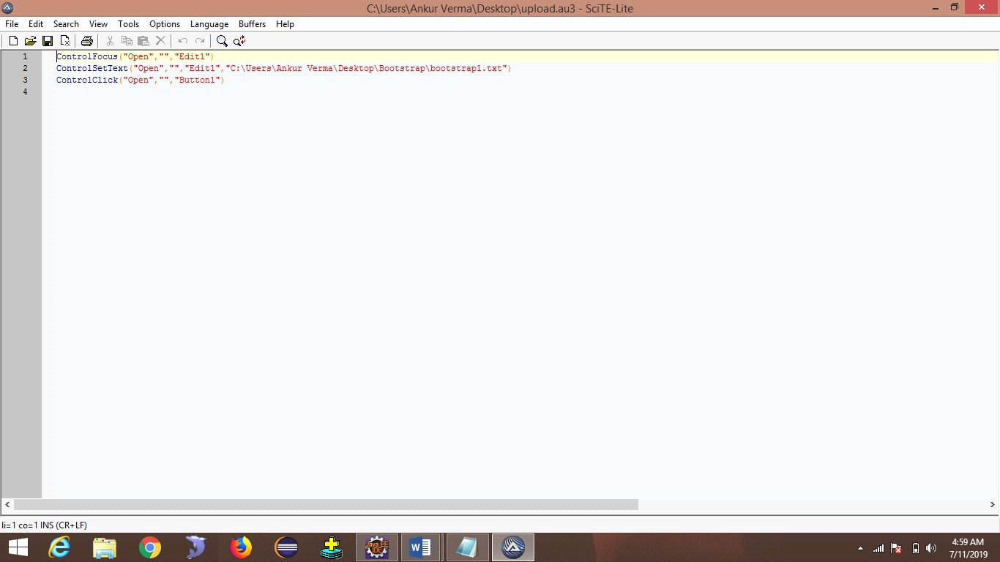 C:\Users\Ankur Verma\Desktop\upload.au3 - SciTE-Lite
File Edit Search View Tools Options Language Buffers Help
1 ControlFocus("Open","","Edit1")
2 ControlSetText("Open","","Edit1","C:\Users\Ankur Verma\Desktop\Bootstrap\bootstrap1.txt")
3 ControlClick("Open","","Button1")
4
li=1 co=1 INS (CR+LF)
Java EE
IDE
4:59 AM
7/11/2019